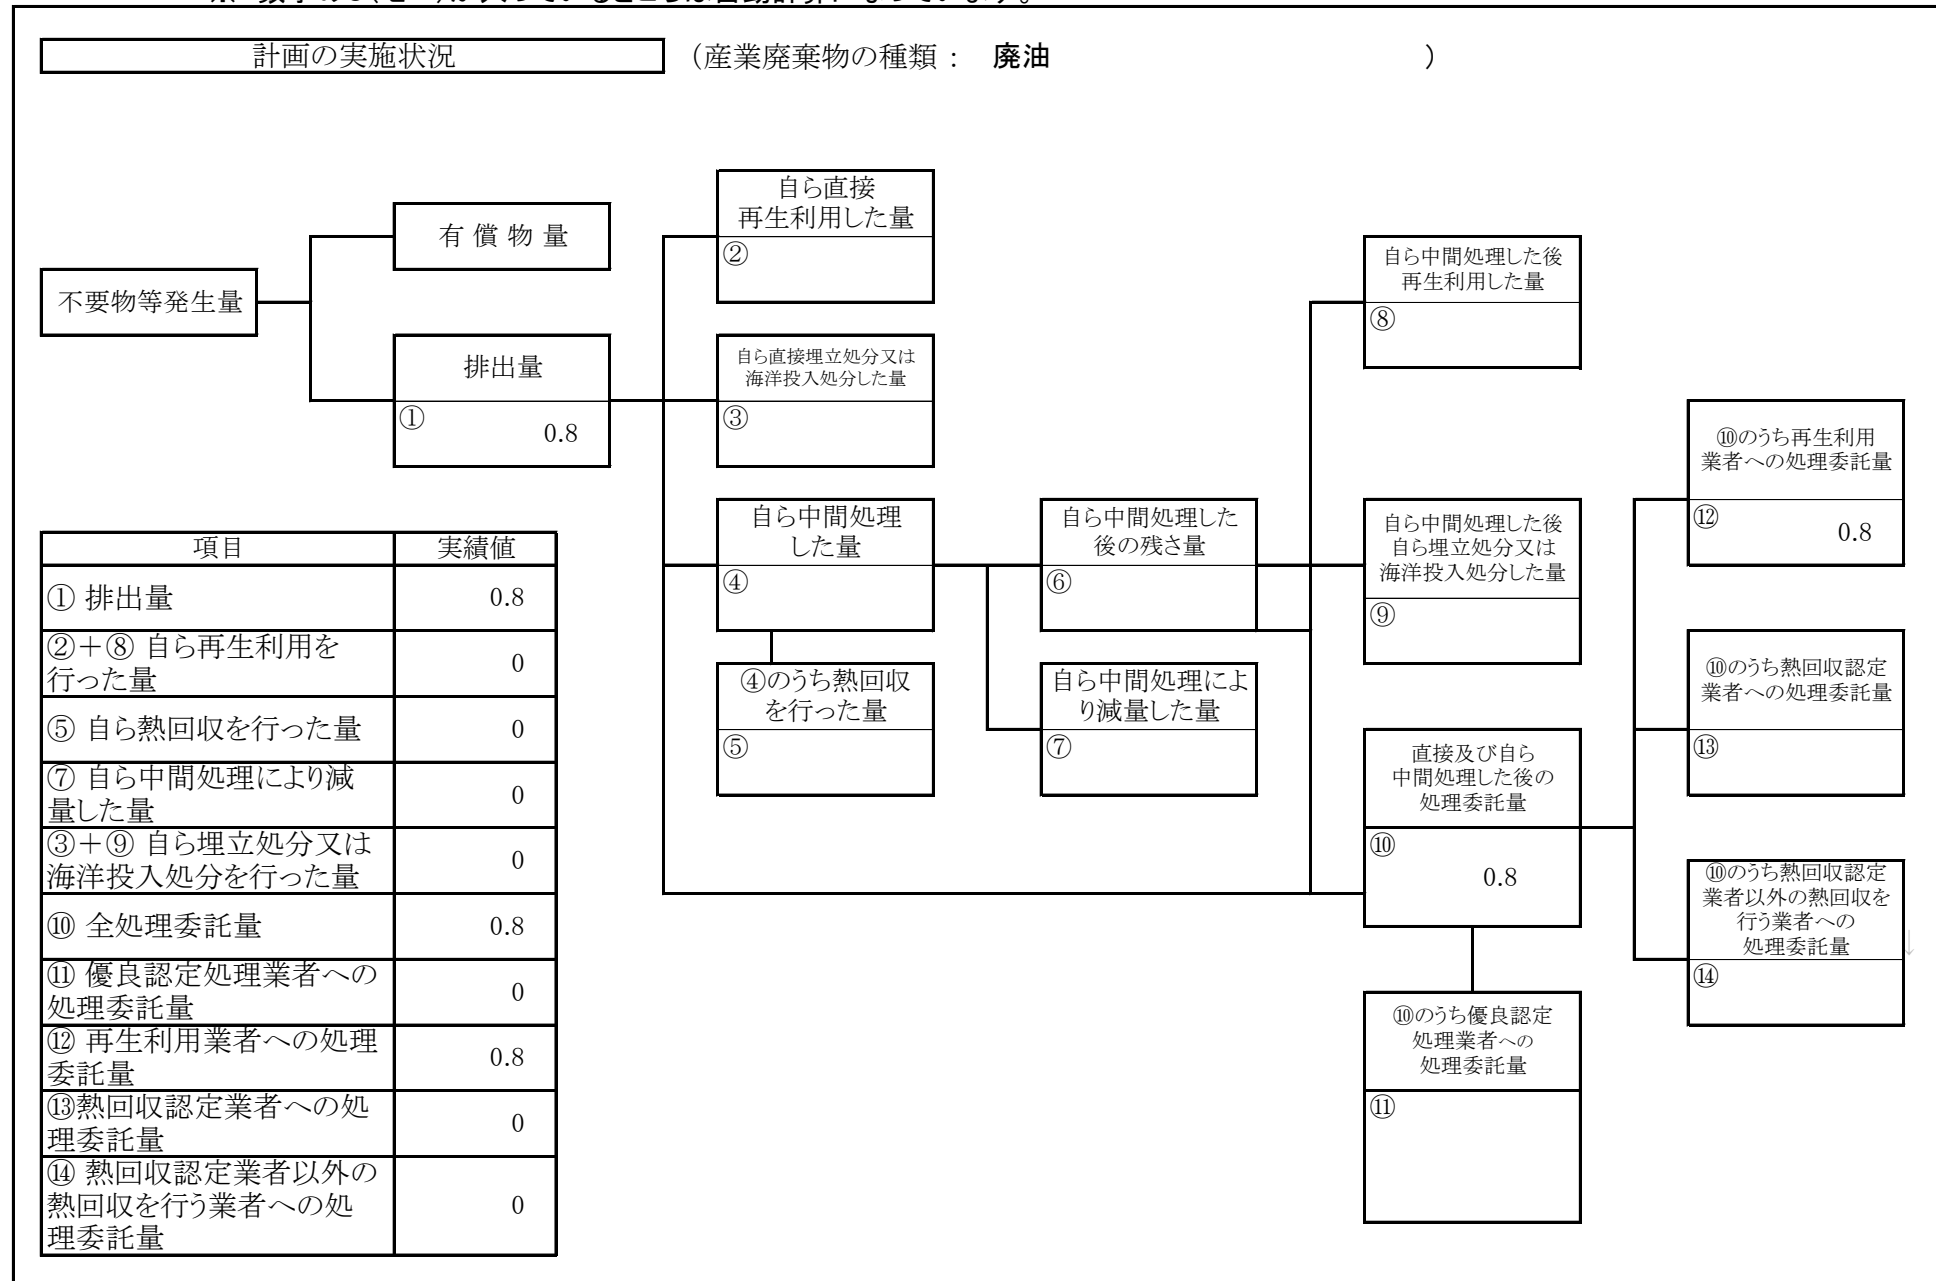 計画の実施状況
（産業廃棄物の種類： 廃油 ）
自ら直接
再生利用した量
②
有償物量
不要物等発生量
自ら中間処理した後
再生利用した量
⑧
排出量
① 0.8
自ら直接埋立処分又は
海洋投入処分した量
③
⑩のうち再生利用
業者への処理委託量
⑫ 0.8
自ら中間処理
した量
④
自ら中間処理した
後の残さ量
⑥
自ら中間処理した後
自ら埋立処分又は
海洋投入処分した量
⑨
④のうち熱回収
を行った量
⑤
自ら中間処理によ
り減量した量
⑦
⑩のうち熱回収認定
業者への処理委託量
⑬
直接及び自ら
中間処理した後の
処理委託量
⑩
0.8
⑩のうち熱回収認定
業者以外の熱回収を
行う業者への
処理委託量
⑭
⑩のうち優良認定
処理業者への
処理委託量
⑪
項目 実績値
① 排出量 0.8
②＋⑧ 自ら再生利用を
行った量 0
⑤ 自ら熱回収を行った量 0
⑦ 自ら中間処理により減
量した量 0
③＋⑨ 自ら埋立処分又は
海洋投入処分を行った量 0
⑩ 全処理委託量 0.8
⑪ 優良認定処理業者への
処理委託量 0
⑫ 再生利用業者への処理
委託量 0.8
⑬熱回収認定業者への処
理委託量 0
⑭ 熱回収認定業者以外の
熱回収を行う業者への処
理委託量 0